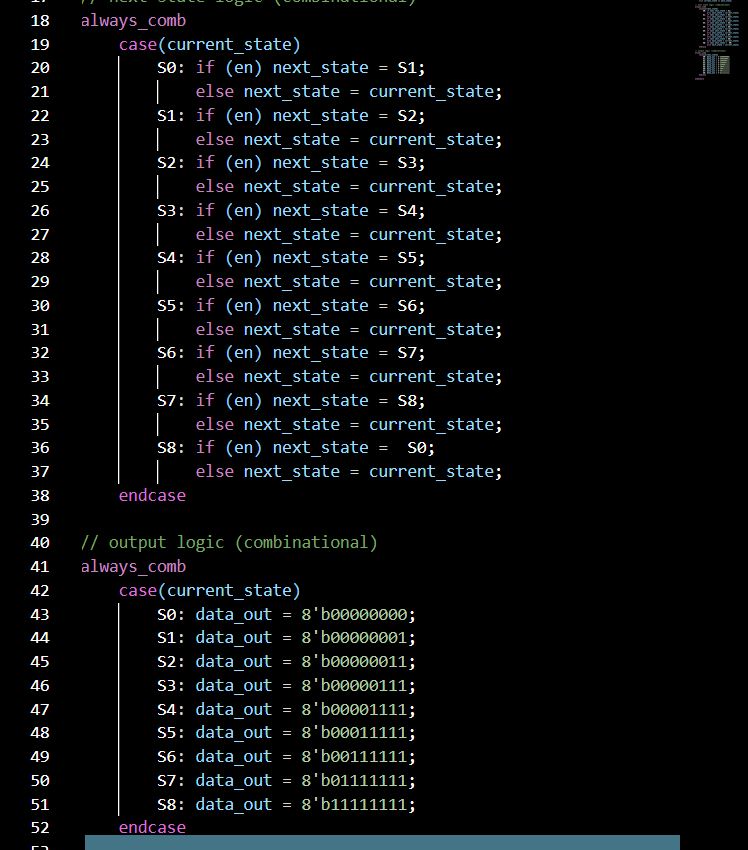 // next state logic (combinational)
18 always_comb
19 case(current_state)
20 S0: if (en) next_state = S1;
21 else next_state = current_state;
22 S1: if (en) next_state = S2;
23 else next_state = current_state;
24 S2: if (en) next_state = S3;
25 else next_state = current_state;
26 S3: if (en) next_state = S4;
27 else next_state = current_state;
28 S4: if (en) next_state = S5;
29 else next_state = current_state;
30 S5: if (en) next_state = S6;
31 else next_state = current_state;
32 S6: if (en) next_state = S7;
33 else next_state = current_state;
34 S7: if (en) next_state = S8;
35 else next_state = current_state;
36 S8: if (en) next_state =  S0;
37 else next_state = current_state;
38 endcase
39
40 // output logic (combinational)
41 always_comb
42 case(current_state)
43 S0: data_out = 8'b00000000;
44 S1: data_out = 8'b00000001;
45 S2: data_out = 8'b00000011;
46 S3: data_out = 8'b00000111;
47 S4: data_out = 8'b00001111;
48 S5: data_out = 8'b00011111;
49 S6: data_out = 8'b00111111;
50 S7: data_out = 8'b01111111;
51 S8: data_out = 8'b11111111;
52 endcase